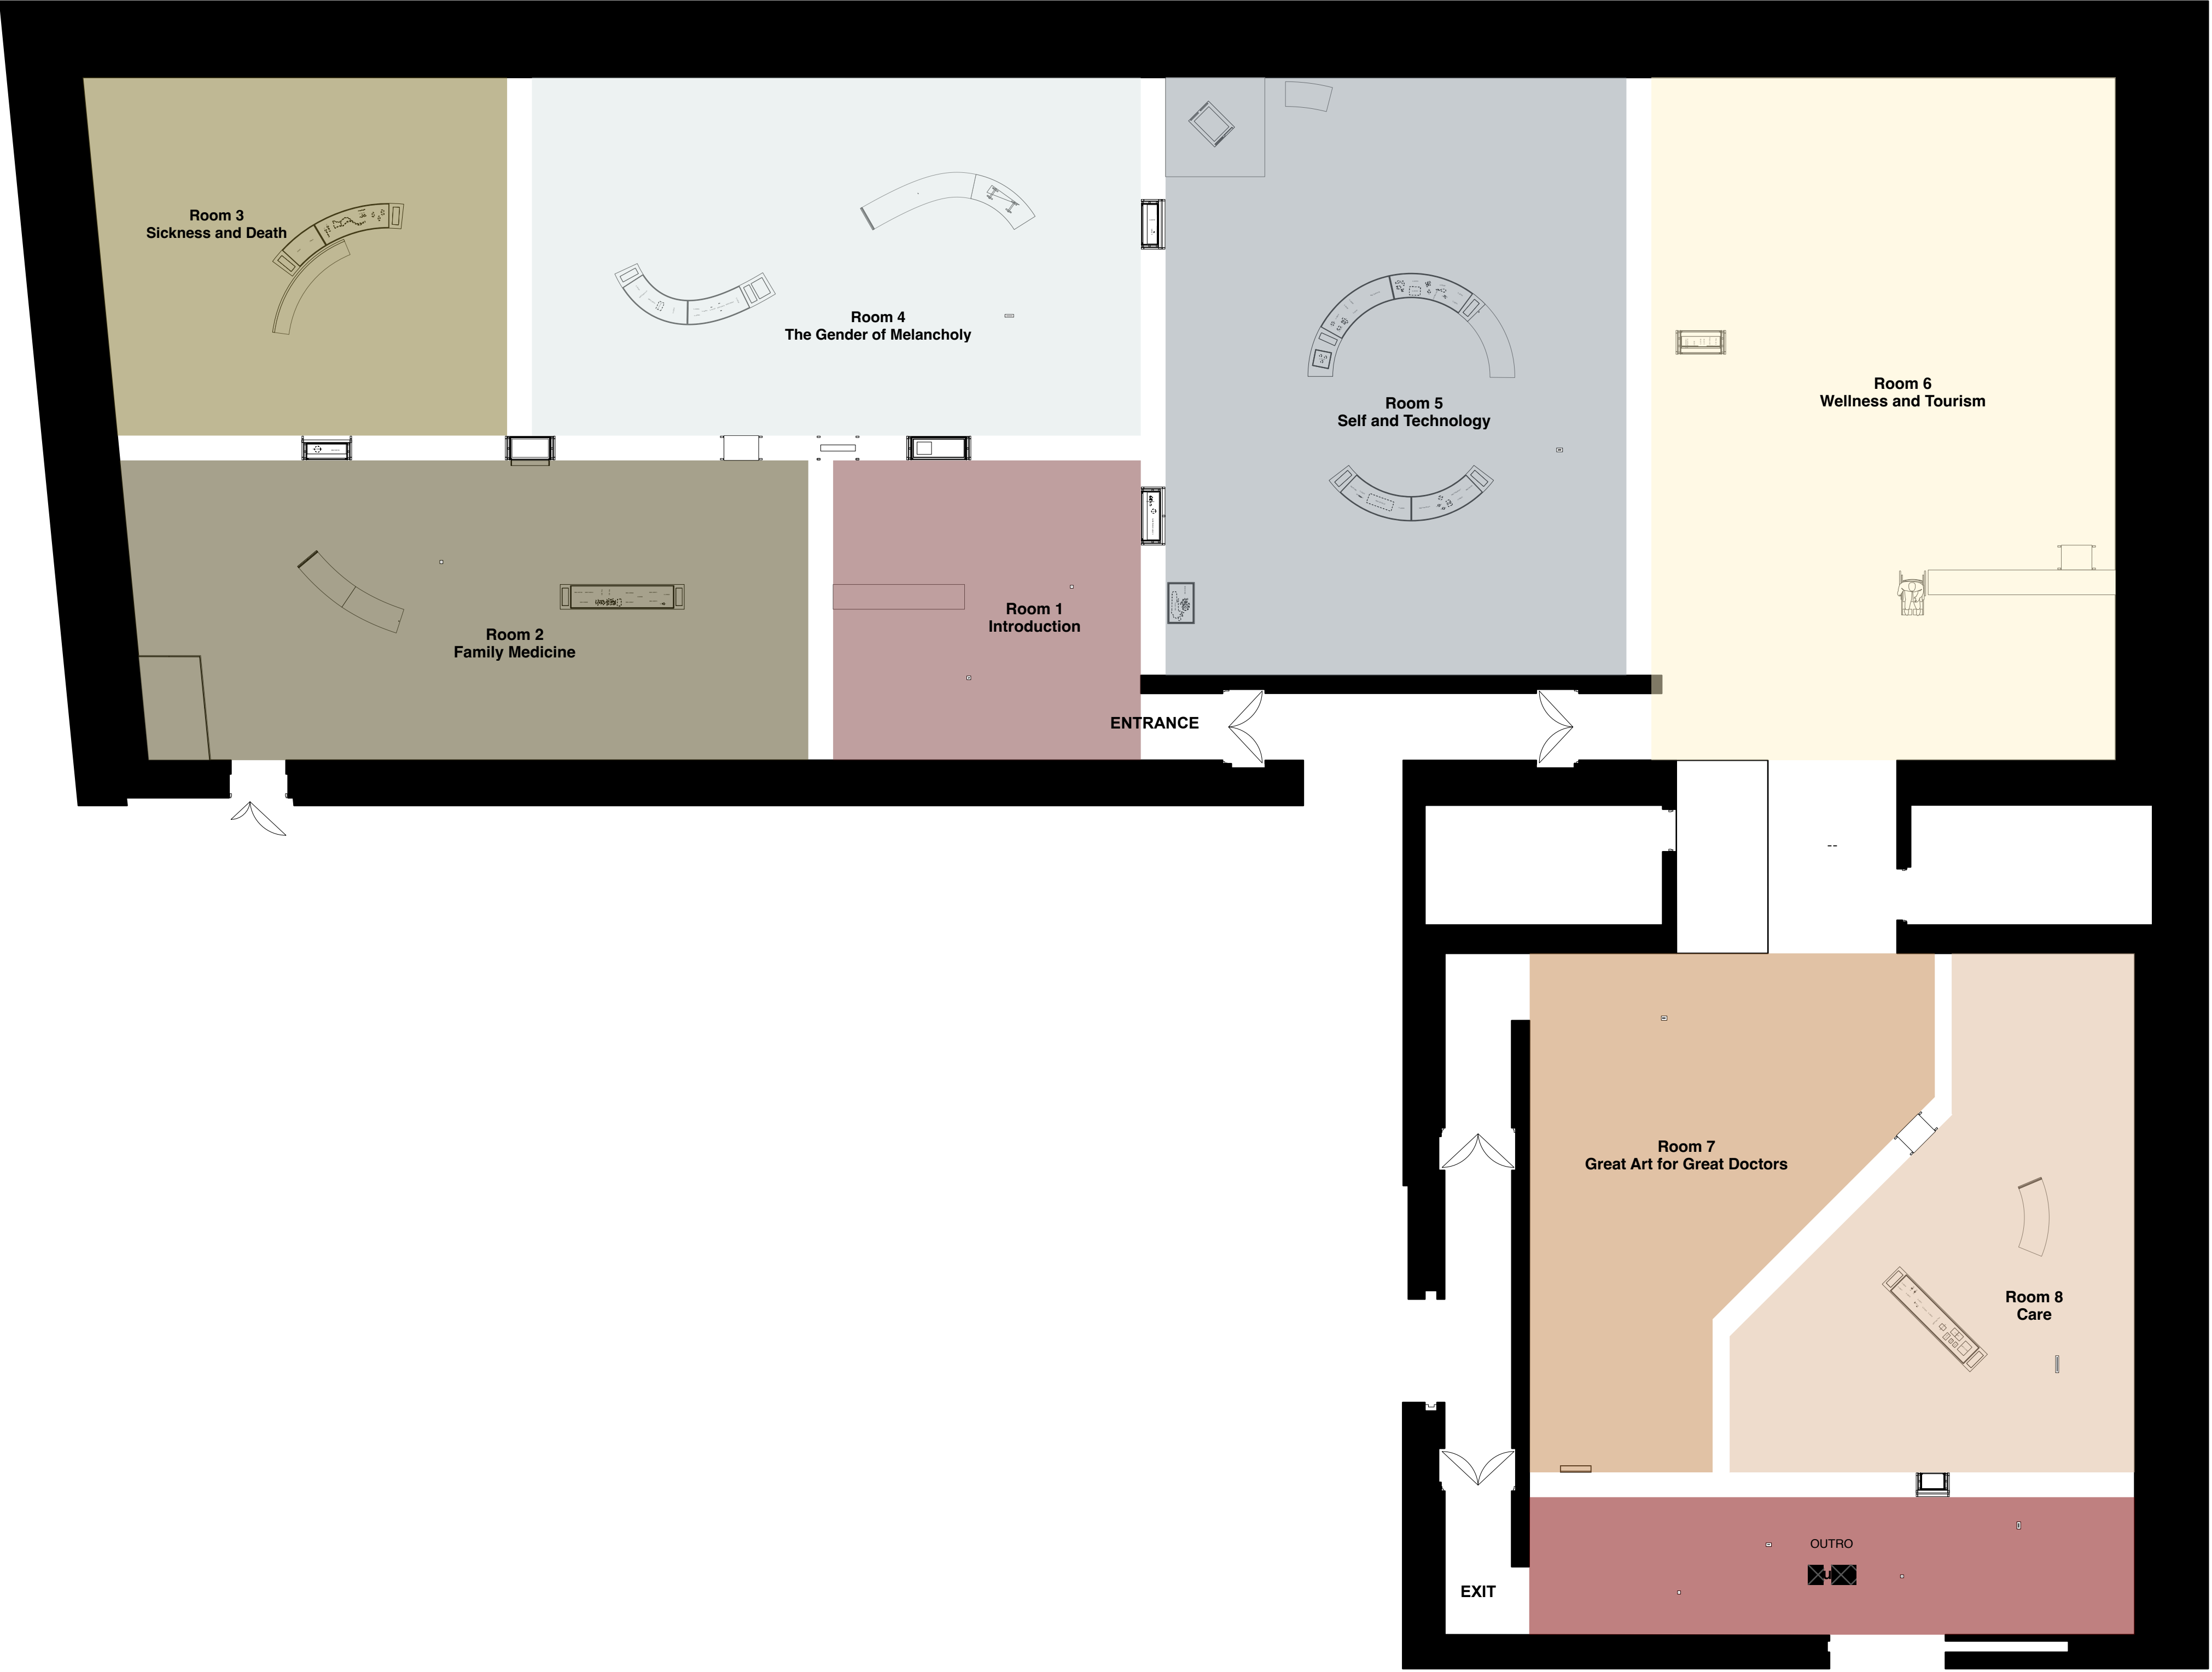 Room 3
Sickness and Death
Room 4
The Gender of Melancholy
Room 5
Self and Technology
Room 6
Wellness and Tourism
Room 2
Family Medicine
Room 1
Introduction
ENTRANCE
Room 7
Great Art for Great Doctors
Room 8
Care
OUTRO
EXIT